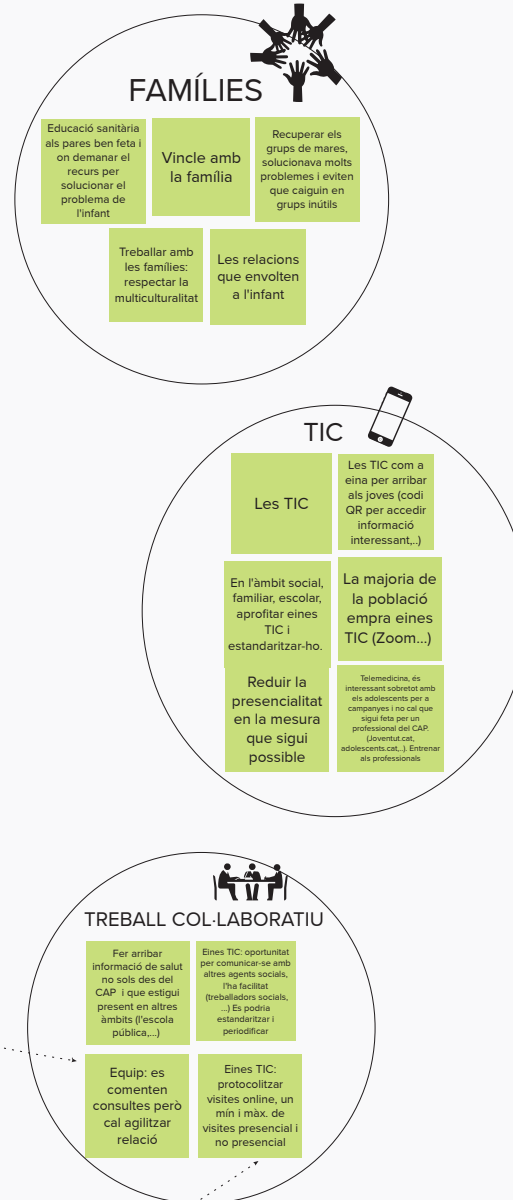 FAMÍLIES
Educació sanitària
als pares ben feta i
on demanar el
recurs per
solucionar el
problema de
l'infant
Vincle amb
la família
Recuperar els
grups de mares,
solucionava molts
problemes i eviten
que caiguin en
grups inútils
Treballar amb
les famílies:
respectar la
multiculturalitat
Les relacions
que envolten
a l'infant
TIC
Les TIC
Les TIC com a
eina per arribar
als joves (codi
QR per accedir
informació
interessant,..)
En l'àmbit social,
familiar, escolar,
aprofitar eines
TIC i
estandaritzar-ho.
La majoria de
la població
empra eines
TIC (Zoom...)
Reduir la
presencialitat
en la mesura
que sigui
possible
Telemedicina, és
interessant sobretot amb
els adolescents per a
campanyes i no cal que
sigui feta per un
professional del CAP.
(Joventut.cat,
adolescents.cat,..). Entrenar
als professionals
TREBALL COL·LABORATIU
Fer arribar
informació de salut
no sols des del
CAP i que estigui
present en altres
àmbits (l'escola
pública,...)
Eines TIC: oportunitat
per comunicar-se amb
altres agents socials,
l'ha facilitat
(treballadors socials,
...) Es podria
estandaritzar i
periodificar
Equip: es
comenten
consultes però
cal agilitzar
relació
Eines TIC:
protocolitzar
visites online, un
mín i màx. de
visites presencial i
no presencial